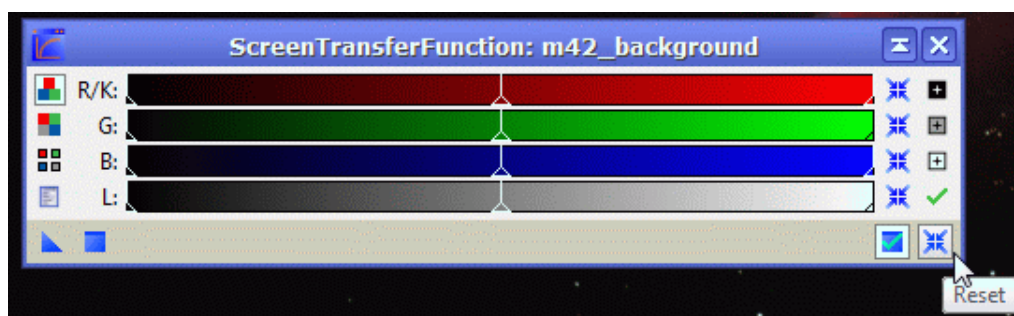 ScreenTransferFunction: m42_background
R/K:
G:
B:
L:
Reset